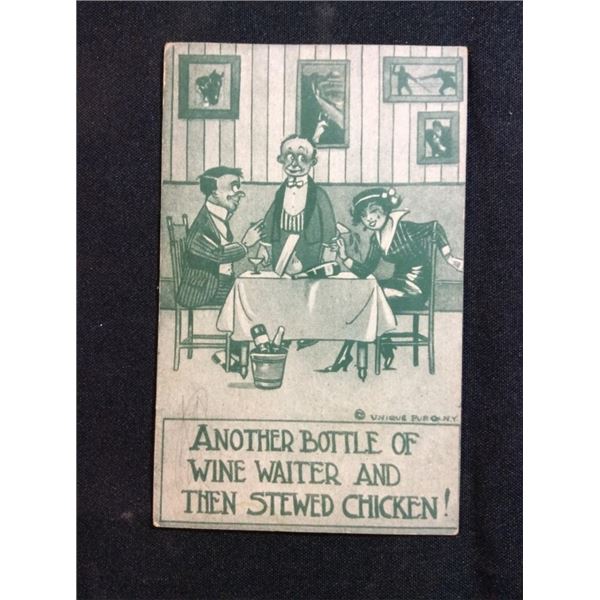 © UNIQUE PUB Co. N.Y.
ANOTHER BOTTLE OF
WINE WAITER AND
THEN STEWED CHICKEN!